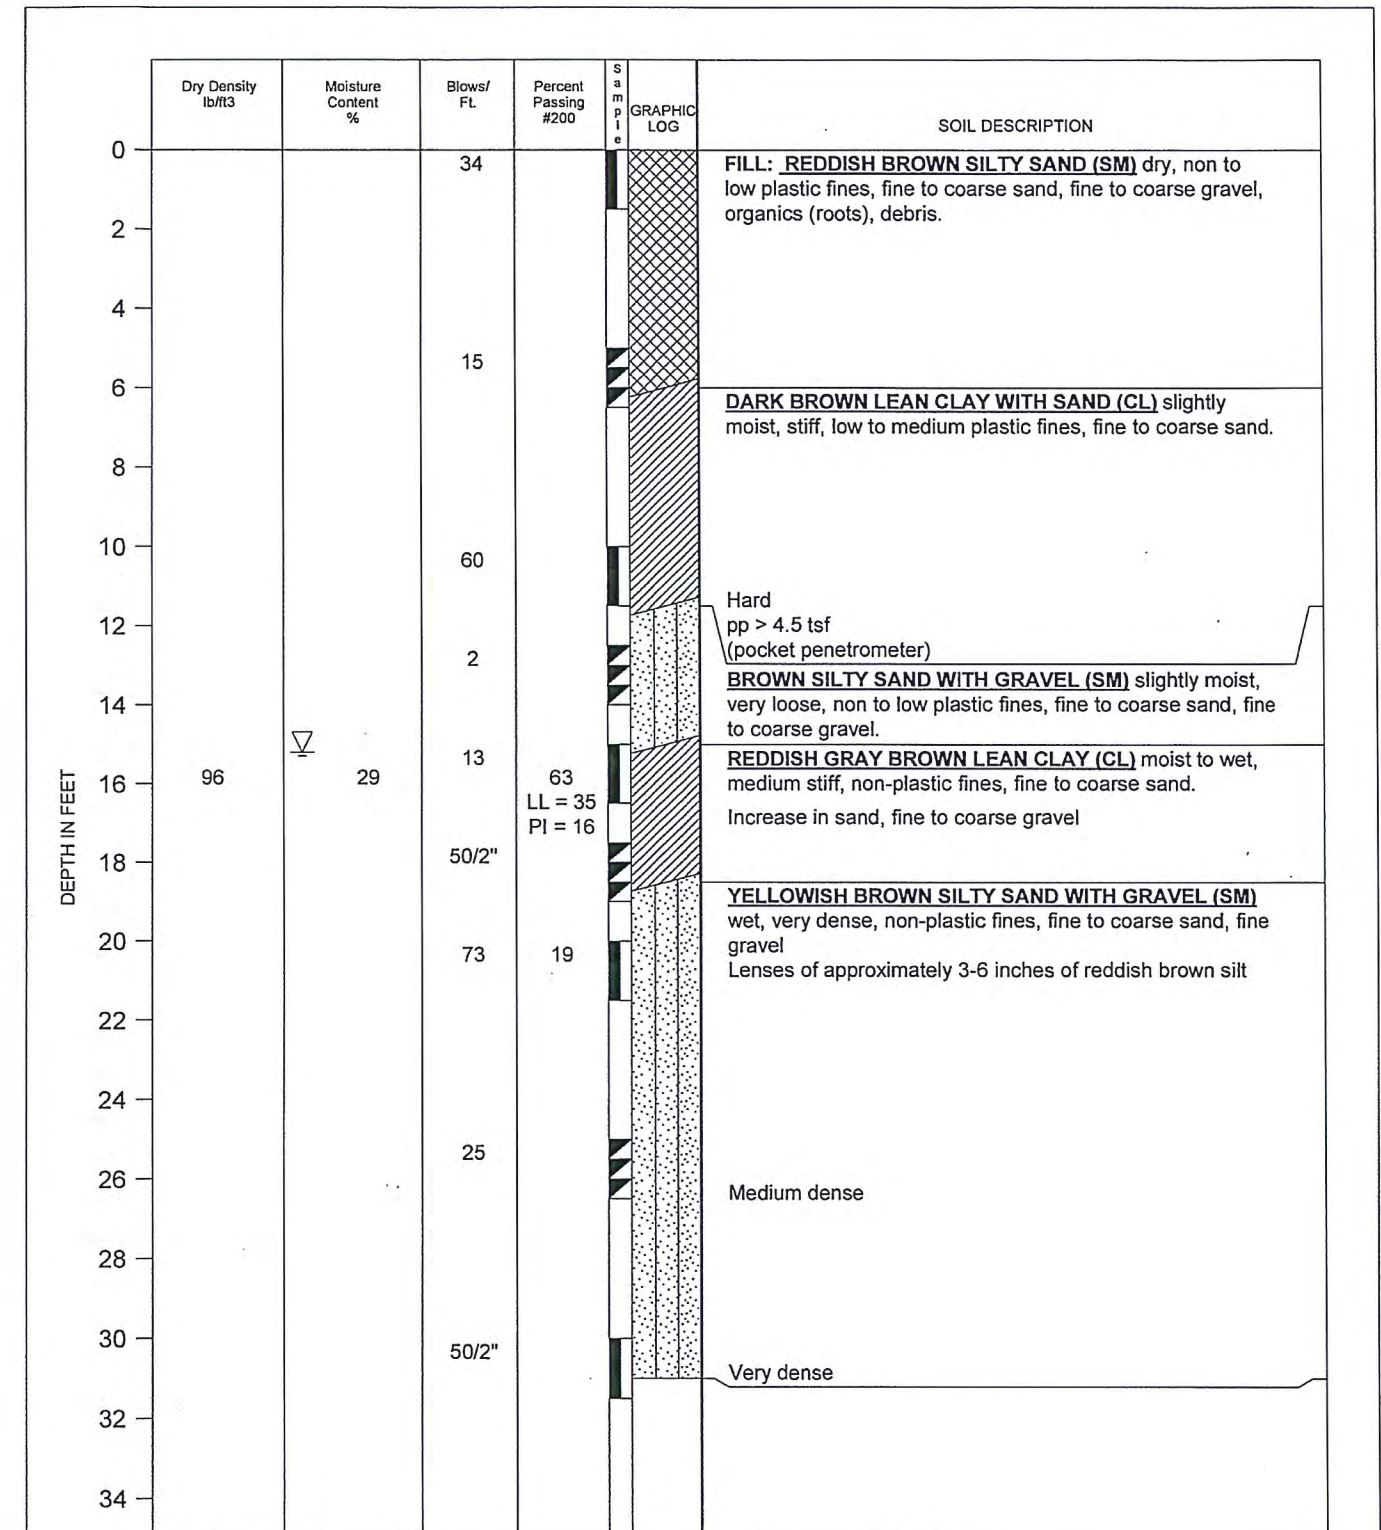 Dry Density
lb/ft3
Moisture
Content
%
Blows/
Ft.
Percent
Passing
#200
Sample
GRAPHIC
LOG
SOIL DESCRIPTION
0
34
FILL: REDDISH BROWN SILTY SAND (SM) dry, non to
low plastic fines, fine to coarse sand, fine to coarse gravel,
organics (roots), debris.
2
4
15
6
DARK BROWN LEAN CLAY WITH SAND (CL) slightly
moist, stiff, low to medium plastic fines, fine to coarse sand.
8
10
60
Hard
12
pp > 4.5 tsf
(pocket penetrometer)
2
BROWN SILTY SAND WITH GRAVEL (SM) slightly moist,
14
very loose, non to low plastic fines, fine to coarse sand, fine
to coarse gravel.
13
REDDISH GRAY BROWN LEAN CLAY (CL) moist to wet,
16
96
29
63
medium stiff, non-plastic fines, fine to coarse sand.
LL = 35
PI = 16
Increase in sand, fine to coarse gravel
DEPTH IN FEET
18
50/2"
YELLOWISH BROWN SILTY SAND WITH GRAVEL (SM)
wet, very dense, non-plastic fines, fine to coarse sand, fine
gravel
20
73
19
Lenses of approximately 3-6 inches of reddish brown silt
22
24
25
26
Medium dense
28
30
50/2"
Very dense
32
34